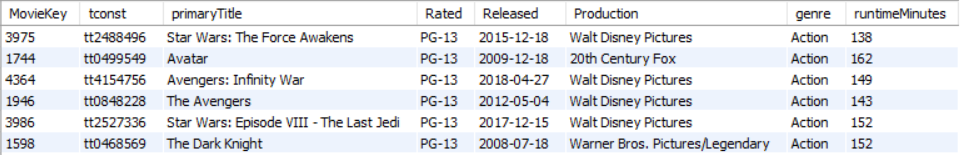 MovieKey tconst primaryTitle Rated Released Production genre runtimeMinutes
3975 tt2488496 Star Wars: The Force Awakens PG-13 2015-12-18 Walt Disney Pictures Action 138
1744 tt0499549 Avatar PG-13 2009-12-18 20th Century Fox Action 162
4364 tt4154756 Avengers: Infinity War PG-13 2018-04-27 Walt Disney Pictures Action 149
1946 tt0848228 The Avengers PG-13 2012-05-04 Walt Disney Pictures Action 143
3986 tt2527336 Star Wars: Episode VIII - The Last Jedi PG-13 2017-12-15 Walt Disney Pictures Action 152
1598 tt0468569 The Dark Knight PG-13 2008-07-18 Warner Bros. Pictures/Legendary Action 152